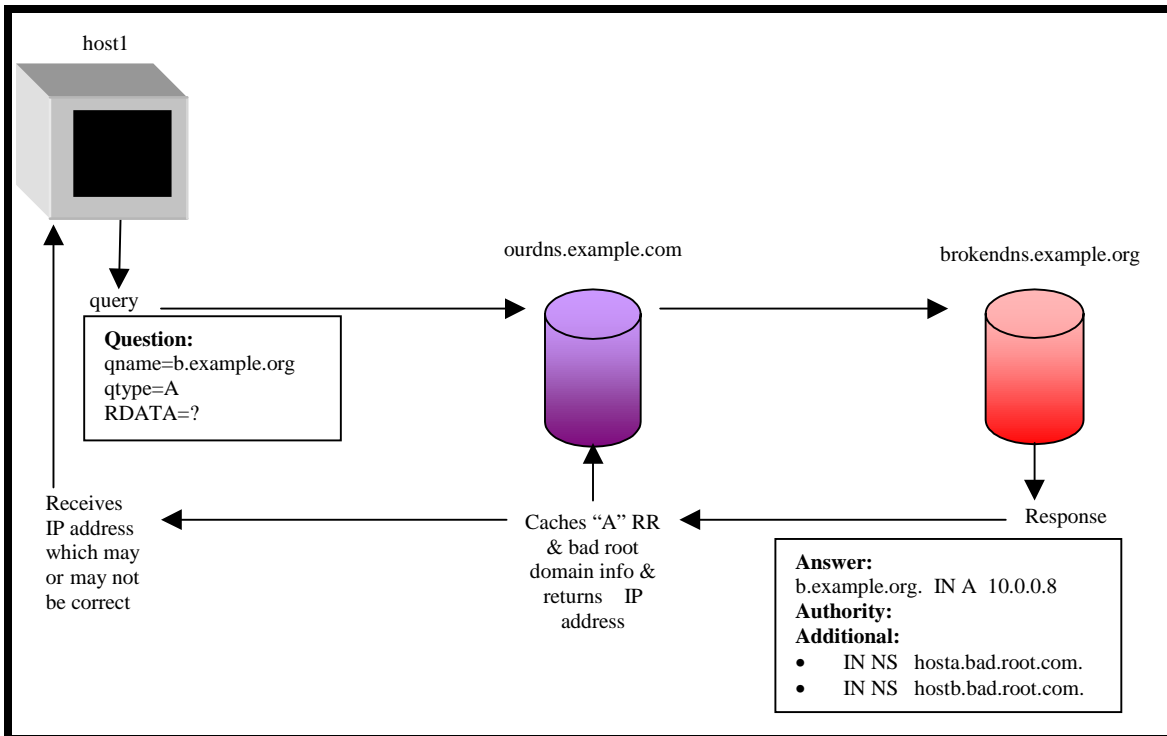 host1
ourdns.example.com
brokendns.example.org
query
Question:
qname=b.example.org
qtype=A
RDATA=?
Receives
IP address
which may
or may not
be correct
Caches “A” RR
& bad root
domain info &
returns IP
address
Response
Answer:
b.example.org. IN A 10.0.0.8
Authority:
Additional:
• IN NS hosta.bad.root.com.
• IN NS hostb.bad.root.com.